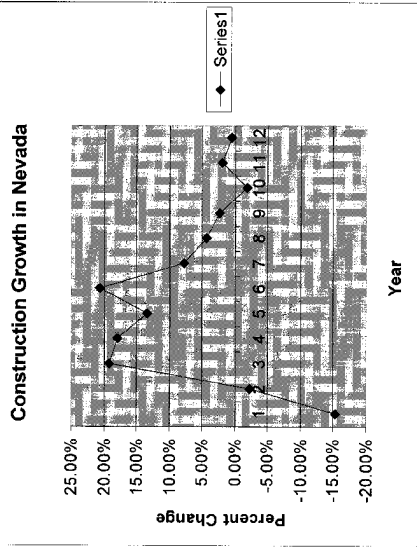 Construction Growth in Nevada
25.00%
20.00%
15.00%
10.00%
5.00%
0.00%
-5.00%
-10.00%
-15.00%
-20.00%
Percent Change
1 2 3 4 5 6 7 8 9 10 11 12
Year
Series1